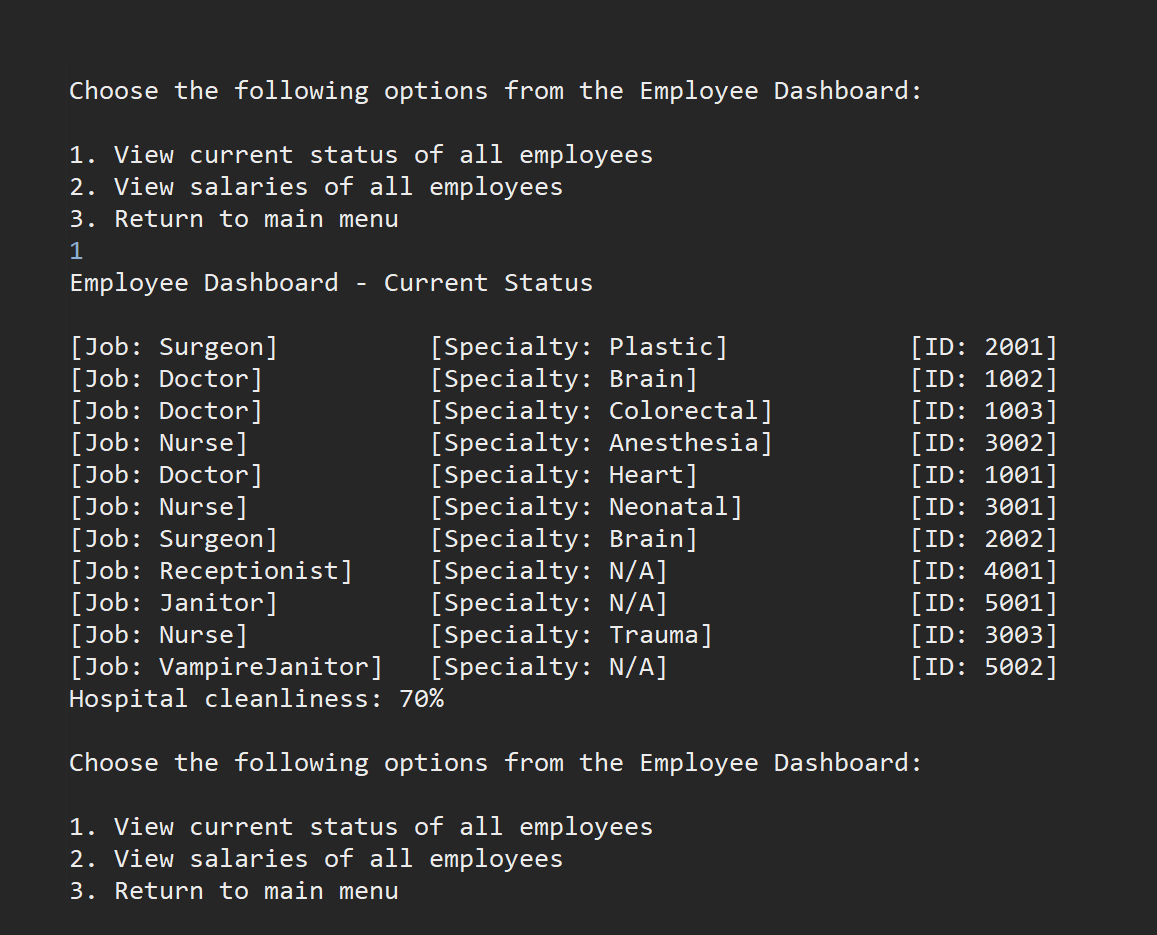 Choose the following options from the Employee Dashboard:
1. View current status of all employees
2. View salaries of all employees
3. Return to main menu
1
Employee Dashboard - Current Status
[Job: Surgeon] [Specialty: Plastic] [ID: 2001]
[Job: Doctor] [Specialty: Brain] [ID: 1002]
[Job: Doctor] [Specialty: Colorectal] [ID: 1003]
[Job: Nurse] [Specialty: Anesthesia] [ID: 3002]
[Job: Doctor] [Specialty: Heart] [ID: 1001]
[Job: Nurse] [Specialty: Neonatal] [ID: 3001]
[Job: Surgeon] [Specialty: Brain] [ID: 2002]
[Job: Receptionist] [Specialty: N/A] [ID: 4001]
[Job: Janitor] [Specialty: N/A] [ID: 5001]
[Job: Nurse] [Specialty: Trauma] [ID: 3003]
[Job: VampireJanitor] [Specialty: N/A] [ID: 5002]
Hospital cleanliness: 70%
Choose the following options from the Employee Dashboard:
1. View current status of all employees
2. View salaries of all employees
3. Return to main menu